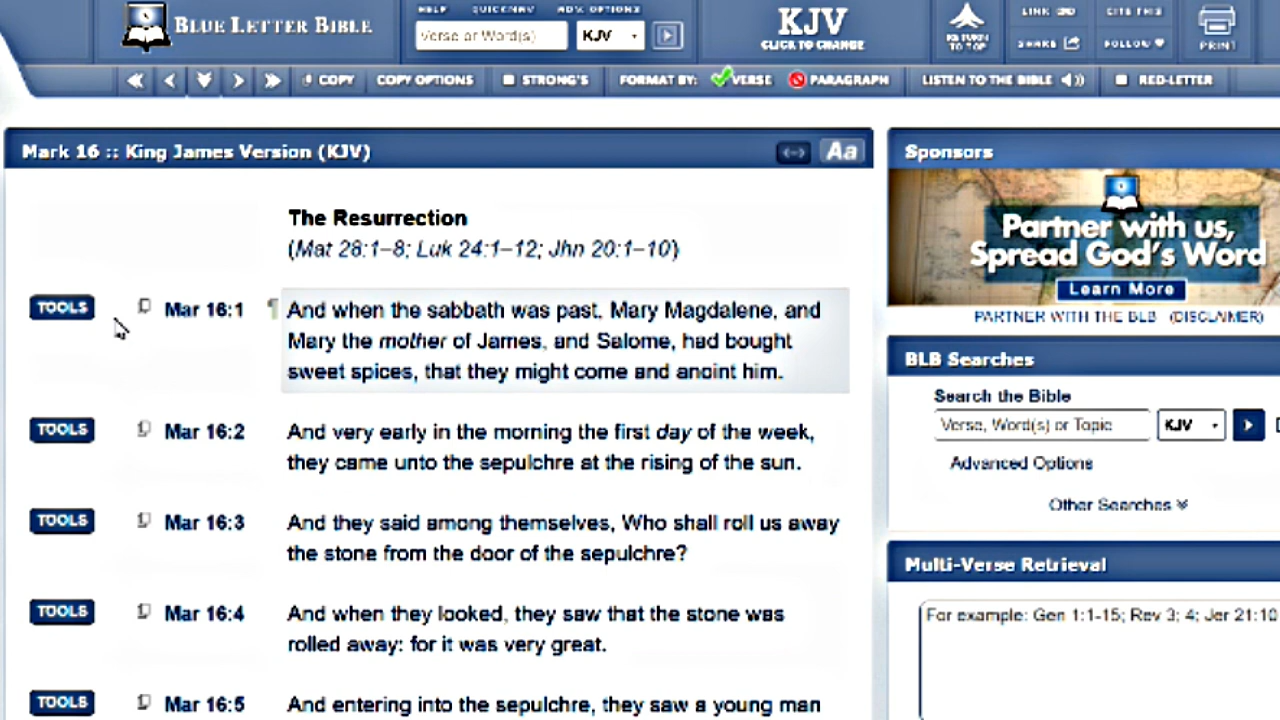 BLUE LETTER BIBLE
HELP QUICKNAV ADV. OPTIONS
Verse or Word(s) KJV
KJV
CLICK TO CHANGE
RETURN
TO TOP
LINK
CITE THIS
SHARE
FOLLOW
PRINT
COPY COPY OPTIONS STRONG'S FORMAT BY: VERSE PARAGRAPH LISTEN TO THE BIBLE RED-LETTER
Mark 16 :: King James Version (KJV) Aa
The Resurrection
(Mat 28:1–8; Luk 24:1–12; Jhn 20:1–10)
TOOLS Mar 16:1 ¶ And when the sabbath was past, Mary Magdalene, and
Mary the mother of James, and Salome, had bought
sweet spices, that they might come and anoint him.
TOOLS Mar 16:2 And very early in the morning the first day of the week,
they came unto the sepulchre at the rising of the sun.
TOOLS Mar 16:3 And they said among themselves, Who shall roll us away
the stone from the door of the sepulchre?
TOOLS Mar 16:4 And when they looked, they saw that the stone was
rolled away: for it was very great.
TOOLS Mar 16:5 And entering into the sepulchre, they saw a young man
Sponsors
Partner with us,
Spread God's Word
Learn More
PARTNER WITH THE BLB (DISCLAIMER)
BLB Searches
Search the Bible
Verse, Word(s) or Topic KJV
Advanced Options
Other Searches
Multi-Verse Retrieval
For example: Gen 1:1-15; Rev 3; 4; Jer 21:10